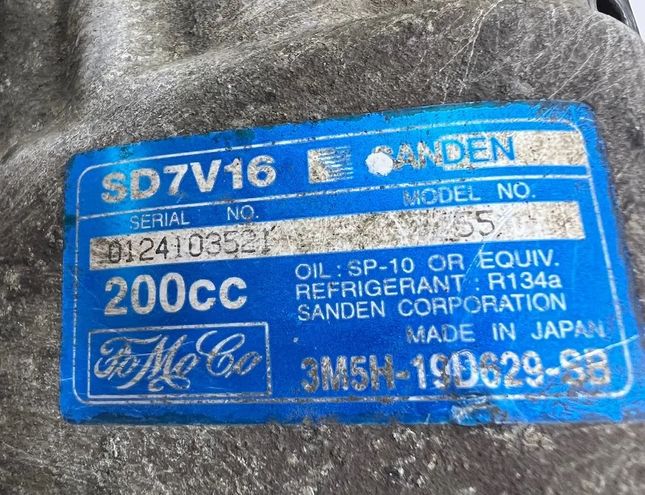 SD7V16 SANDEN
SERIAL NO. MODEL NO.
0124103521 55
200cc
OIL: SP-10 OR EQUIV.
REFRIGERANT: R134a
SANDEN CORPORATION
MADE IN JAPAN
FoMoCo
3M5H-19D629-SB